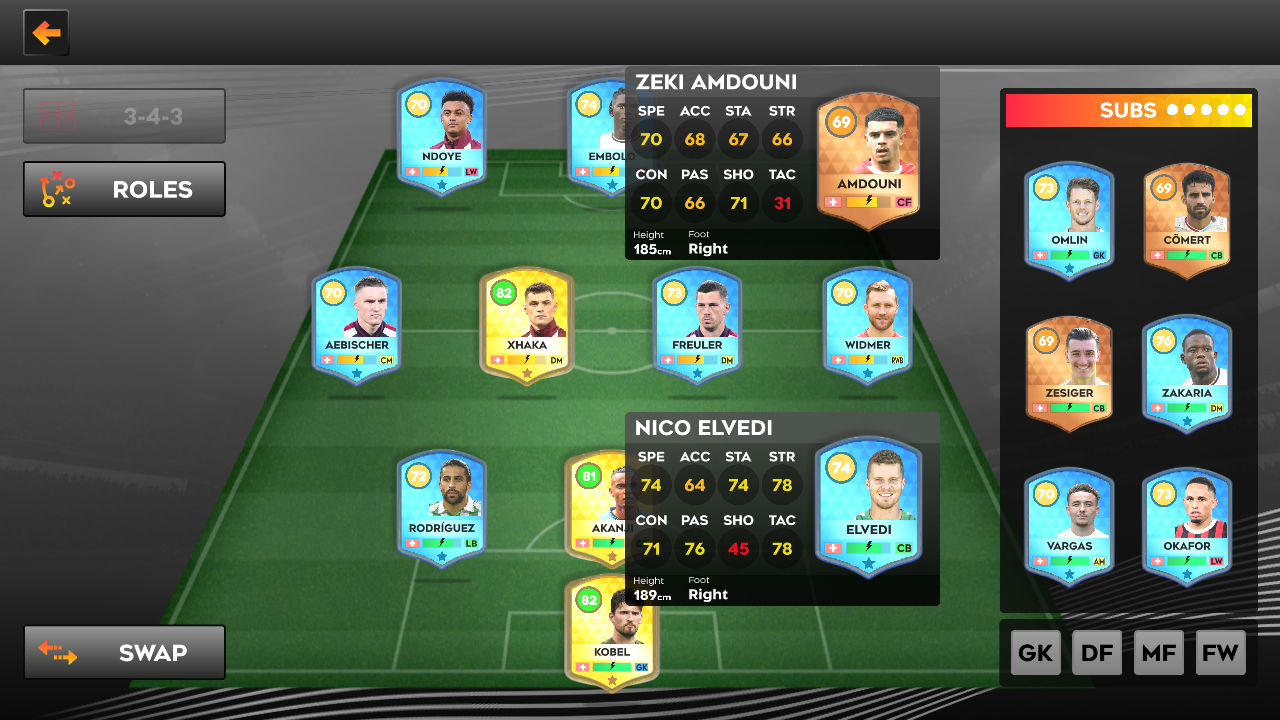 3-4-3
ROLES
SWAP
70
NDOYE
LW
74
EMBOLO
ZEKI AMDOUNI
SPE ACC STA STR
70 68 67 66
CON PAS SHO TAC
70 66 71 31
Height Foot
185cm Right
69
AMDOUNI
CF
70
AEBISCHER
CM
82
XHAKA
DM
73
FREULER
DM
70
WIDMER
RWB
72
RODRÍGUEZ
LB
81
AKANJI
NICO ELVEDI
SPE ACC STA STR
74 64 74 78
CON PAS SHO TAC
71 76 45 78
Height Foot
189cm Right
74
ELVEDI
CB
82
KOBEL
GK
SUBS
73
OMLIN
GK
69
CÖMERT
CB
69
ZESIGER
CB
76
ZAKARIA
DM
70
VARGAS
AM
73
OKAFOR
LW
GK DF MF FW